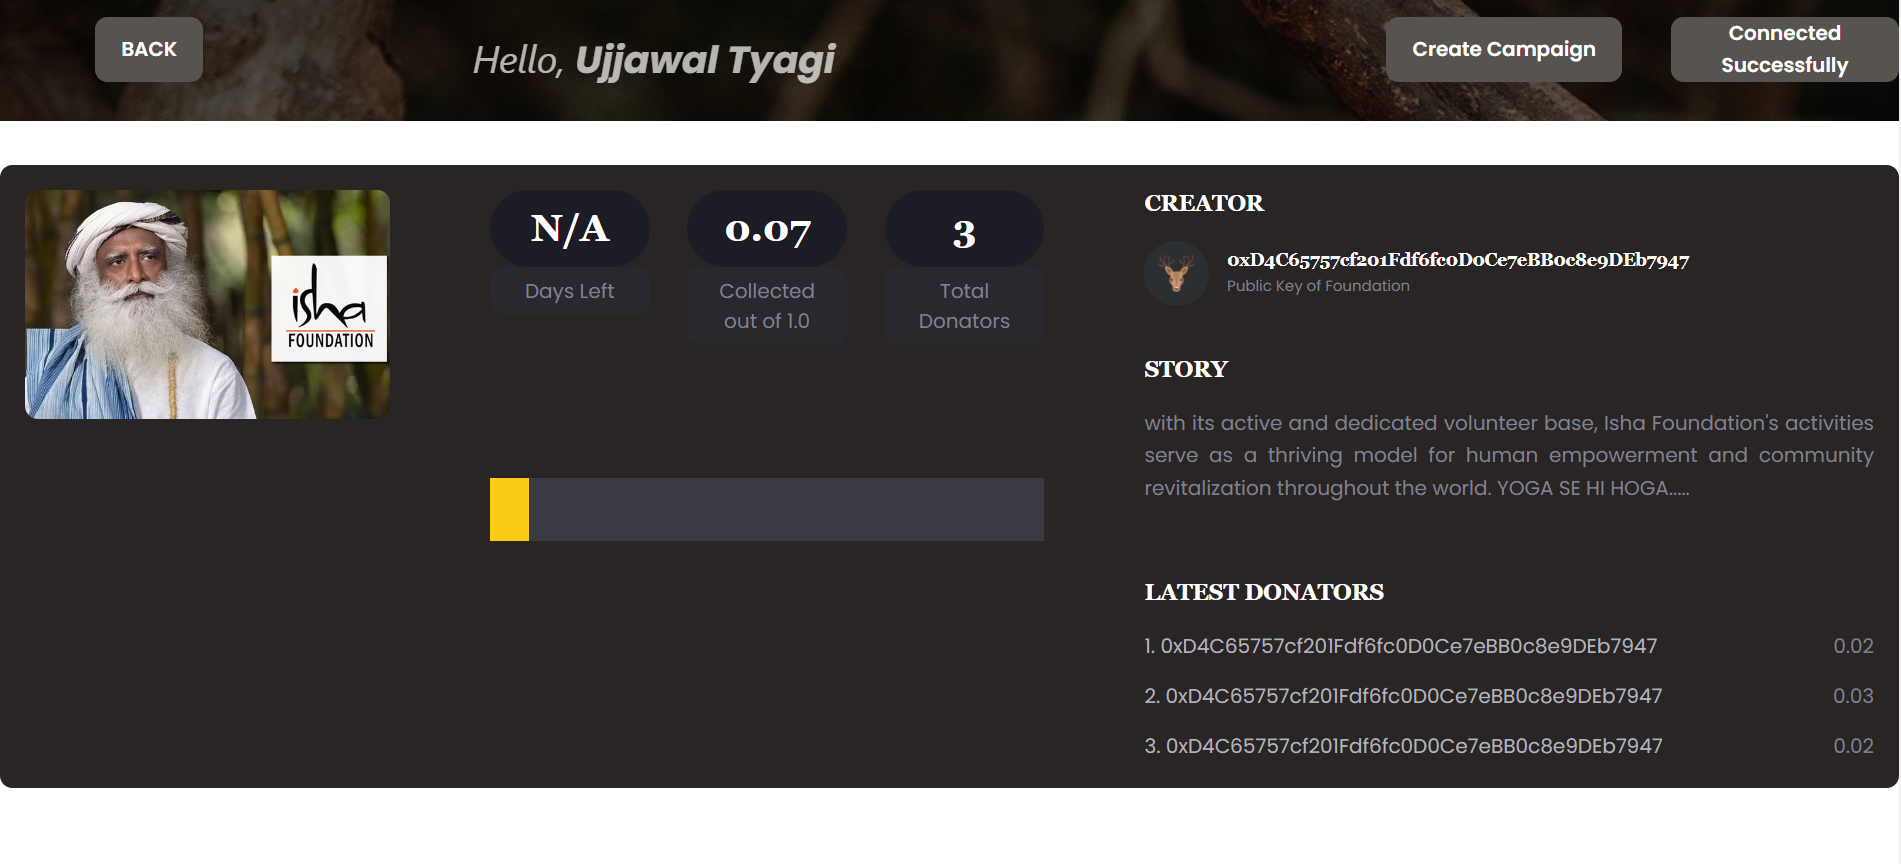 BACK
Hello, Ujjawal Tyagi
Create Campaign
Connected
Successfully
isha
FOUNDATION
N/A
Days Left
0.07
Collected
out of 1.0
3
Total
Donators
CREATOR
0xD4C65757cf201Fdf6fc0D0Ce7eBB0c8e9DEb7947
Public Key of Foundation
STORY
with its active and dedicated volunteer base, Isha Foundation's activities
serve as a thriving model for human empowerment and community
revitalization throughout the world. YOGA SE HI HOGA.....
LATEST DONATORS
1. 0xD4C65757cf201Fdf6fc0D0Ce7eBB0c8e9DEb7947 0.02
2. 0xD4C65757cf201Fdf6fc0D0Ce7eBB0c8e9DEb7947 0.03
3. 0xD4C65757cf201Fdf6fc0D0Ce7eBB0c8e9DEb7947 0.02